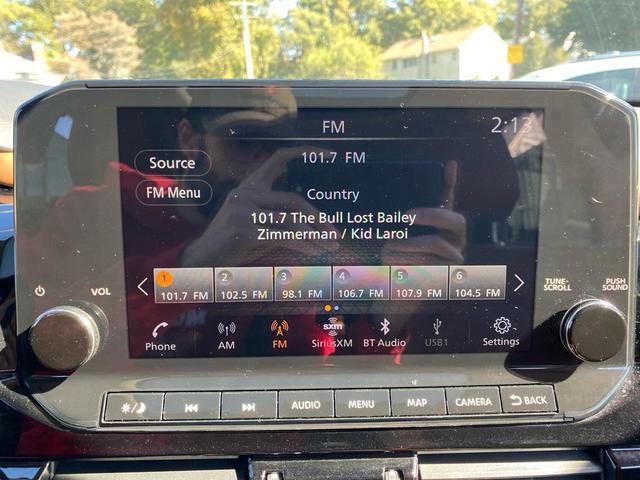 FM
2:13
Source
101.7 FM
FM Menu
Country
101.7 The Bull Lost Bailey
Zimmerman / Kid Laroi
1 2 3 4 5 6
101.7 FM 102.5 FM 98.1 FM 106.7 FM 107.9 FM 104.5 FM
VOL
TUNE-
SCROLL
PUSH
SOUND
sxm
Phone AM FM SiriusXM BT Audio USB1 Settings
AUDIO MENU MAP CAMERA BACK